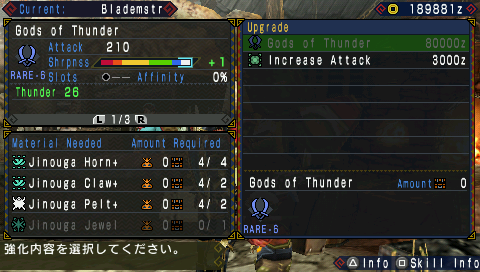 Current: Blademstr
189881z
Gods of Thunder
Attack 210
Shrpnss +1
RARE-6 Slots --- Affinity 0%
Thunder 26
L 1/3 R
Material Needed Amount Required
Jinouga Horn+ 0 4/ 4
Jinouga Claw+ 0 4/ 2
Jinouga Pelt+ 0 4/ 2
Jinouga Jewel 0 0/ 1
Upgrade
Gods of Thunder 80000z
Increase Attack 3000z
Gods of Thunder Amount 0
RARE-6
強化内容を選択してください。
Info Skill Info